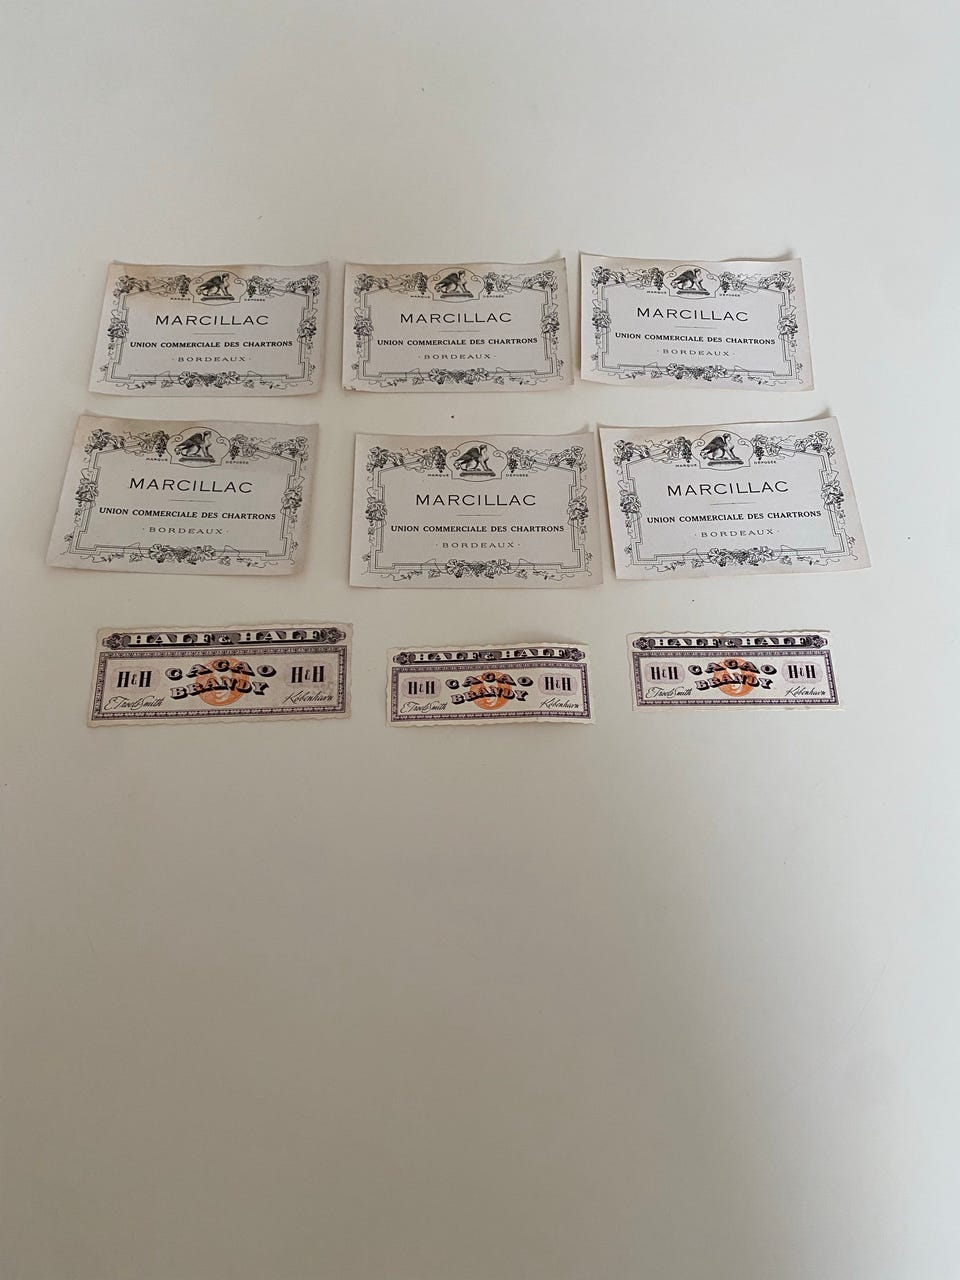 MARQUE DÉPOSÉE
MARCILLAC
UNION COMMERCIALE DES CHARTRONS
· BORDEAUX ·
MARQUE DÉPOSÉE
MARCILLAC
UNION COMMERCIALE DES CHARTRONS
· BORDEAUX ·
MARQUE DÉPOSÉE
MARCILLAC
UNION COMMERCIALE DES CHARTRONS
· BORDEAUX ·
MARQUE DÉPOSÉE
MARCILLAC
UNION COMMERCIALE DES CHARTRONS
· BORDEAUX ·
MARQUE DÉPOSÉE
MARCILLAC
UNION COMMERCIALE DES CHARTRONS
· BORDEAUX ·
MARQUE DÉPOSÉE
MARCILLAC
UNION COMMERCIALE DES CHARTRONS
· BORDEAUX ·
HALF & HALF
H&H CACAO H&H
BRANDY
Kobenhavn
HALF & HALF
H&H CACAO H&H
BRANDY
Kobenhavn
HALF & HALF
H&H CACAO H&H
BRANDY
Kobenhavn